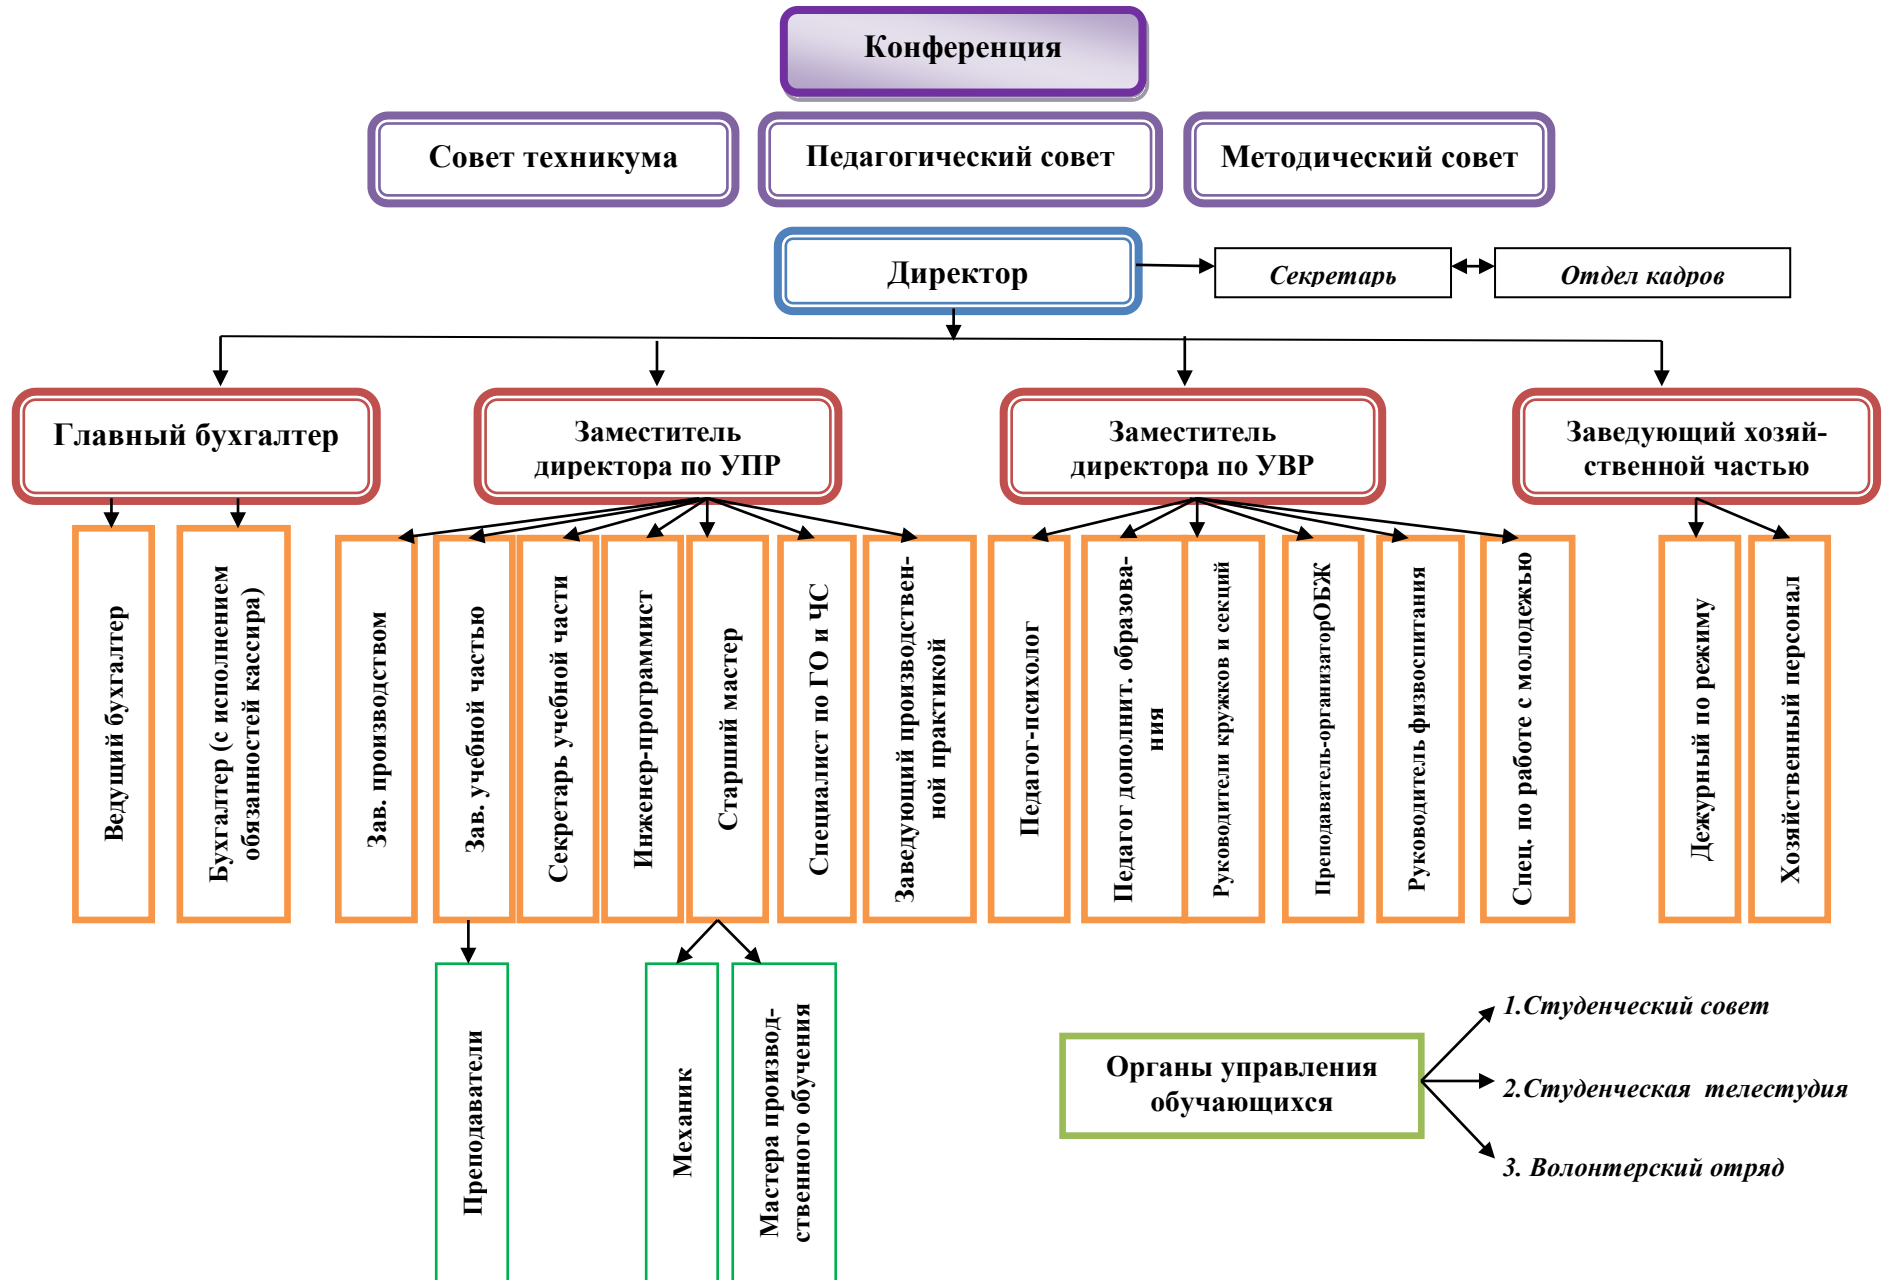 Конференция
Совет техникума
Педагогический совет
Методический совет
Директор
Секретарь
Отдел кадров
Главный бухгалтер
Заместитель
директора по УПР
Заместитель
директора по УВР
Заведующий хозяй-
ственной частью
Ведущий бухгалтер
Бухгалтер (с исполнением
обязанностей кассира)
Зав. производством
Зав. учебной частью
Секретарь учебной части
Инженер-программист
Старший мастер
Специалист по ГО и ЧС
Заведующий производствен-
ной практикой
Педагог-психолог
Педагог дополнит. образова-
ния
Руководители кружков и секций
Преподаватель-организаторОБЖ
Руководитель физвоспитания
Спец. по работе с молодежью
Дежурный по режиму
Хозяйственный персонал
Преподаватели
Механик
Мастера производ-
ственного обучения
Органы управления
обучающихся
1.Студенческий совет
2.Студенческая телестудия
3. Волонтерский отряд